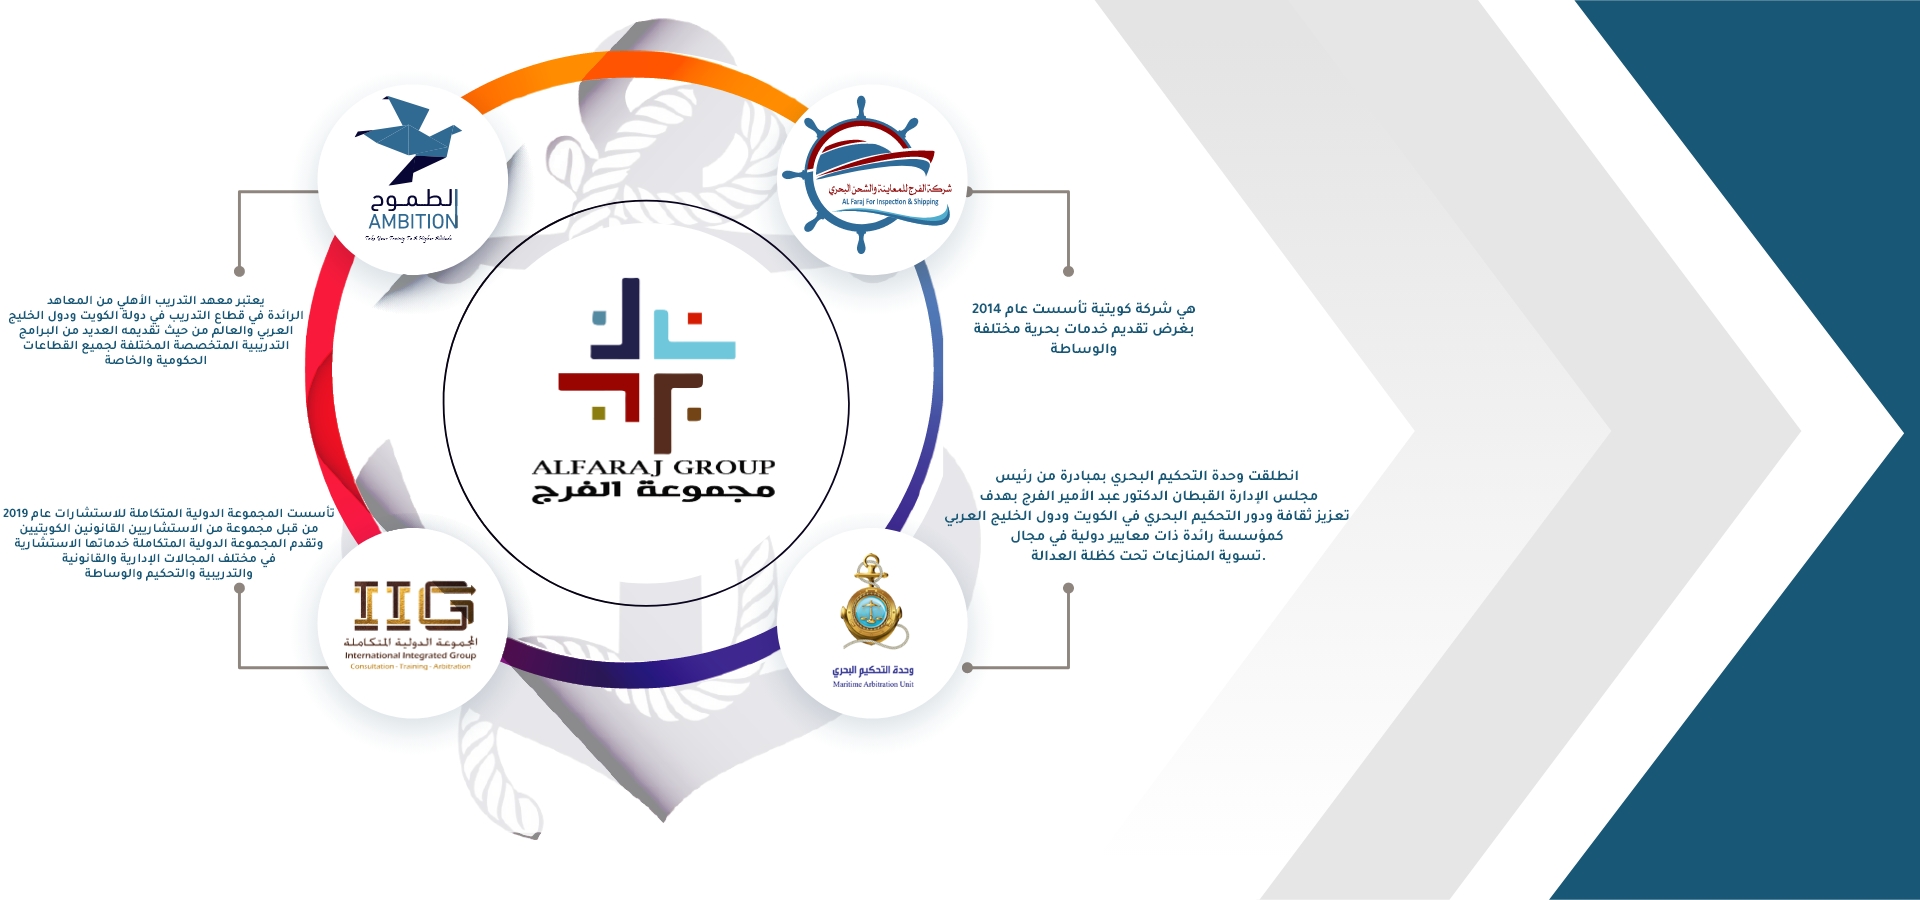 الطموح
AMBITION
Take Your Training To A Higher Altitude
يعتبر معهد التدريب الأهلي من المعاهد
الرائدة في قطاع التدريب في دولة الكويت ودول الخليج
العربي والعالم من حيث تقديمه العديد من البرامج
التدريبية المتخصصة المختلفة لجميع القطاعات
الحكومية والخاصة
شركة الفرج للمعاينة والشحن البحري
AL Faraj For Inspection & Shipping
هي شركة كويتية تأسست عام 2014
بغرض تقديم خدمات بحرية مختلفة
والوساطة
ALFARAJ GROUP
مجموعة الفرج
تأسست المجموعة الدولية المتكاملة للاستشارات عام 2019
من قبل مجموعة من الاستشاريين القانونين الكويتيين
وتقدم المجموعة الدولية المتكاملة خدماتها الاستشارية
في مختلف المجالات الإدارية والقانونية
والتدريبية والتحكيم والوساطة
IIG
المجموعة الدولية المتكاملة
International Integrated Group
Consultation - Training - Arbitration
انطلقت وحدة التحكيم البحري بمبادرة من رئيس
مجلس الإدارة القبطان الدكتور عبد الأمير الفرج بهدف
تعزيز ثقافة ودور التحكيم البحري في الكويت ودول الخليج العربي
كمؤسسة رائدة ذات معايير دولية في مجال
.تسوية المنازعات تحت كظلة العدالة
وحدة التحكيم البحري
Maritime Arbitration Unit